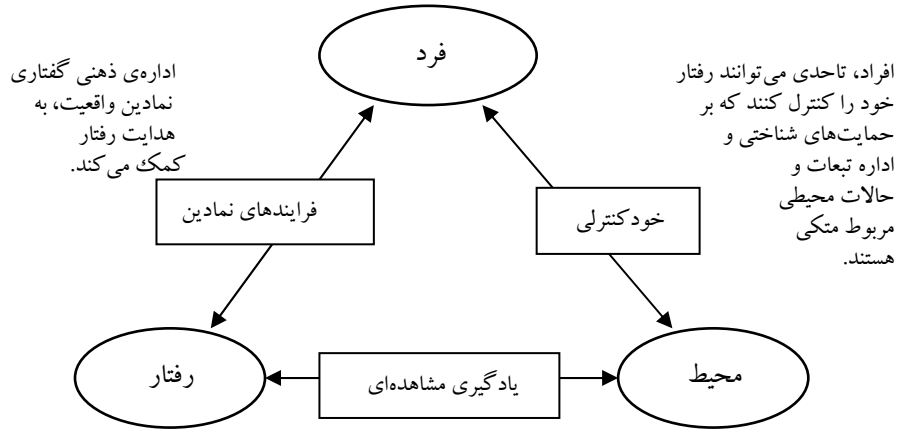 فرد
افراد، تاحدی می‌توانند رفتار
خود را کنترل کنند که بر
حمایت‌های شناختی و
اداره تبعات و
حالات محیطی
مربوط متکی
هستند.
اداره‌ی ذهنی گفتاری
نمادین واقعیت، به
هدایت رفتار
کمک می‌کند.
خودکنترلی
فرایندهای نمادین
محیط
یادگیری مشاهده‌ای
رفتار